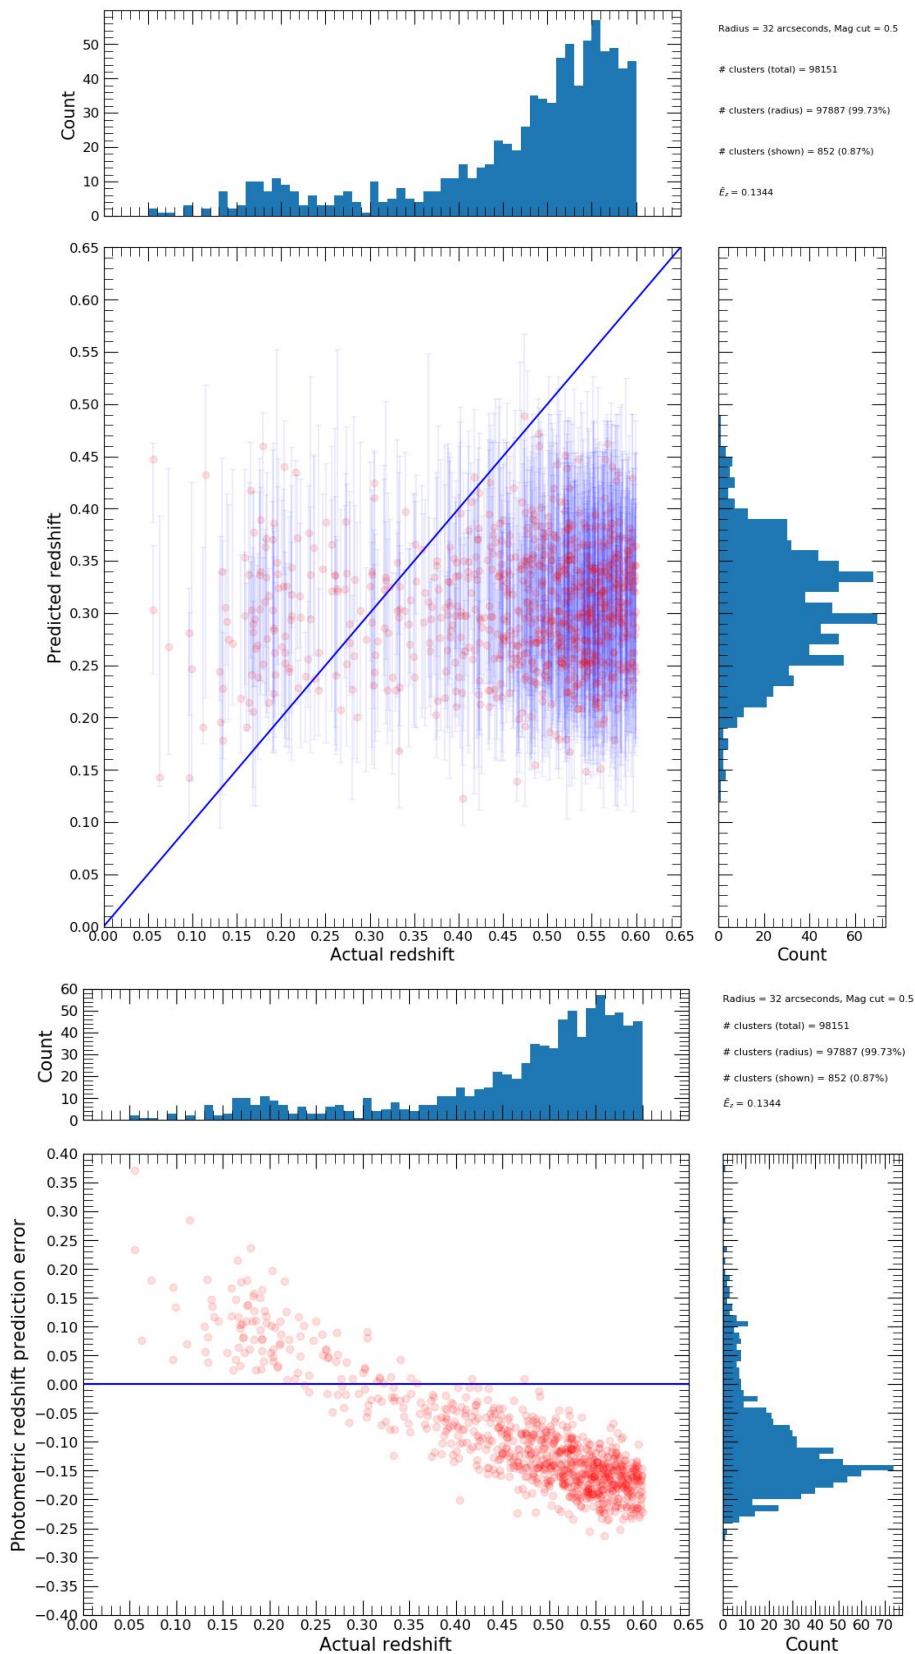 Radius = 32 arcseconds, Mag cut = 0.5
# clusters (total) = 98151
# clusters (radius) = 97887 (99.73%)
# clusters (shown) = 852 (0.87%)
Ēz = 0.1344
Count
50
40
30
20
10
0
Predicted redshift
0.65
0.60
0.55
0.50
0.45
0.40
0.35
0.30
0.25
0.20
0.15
0.10
0.05
0.00
0.00 0.05 0.10 0.15 0.20 0.25 0.30 0.35 0.40 0.45 0.50 0.55 0.60 0.65
Actual redshift
0 20 40 60
Count
Radius = 32 arcseconds, Mag cut = 0.5
# clusters (total) = 98151
# clusters (radius) = 97887 (99.73%)
# clusters (shown) = 852 (0.87%)
Ēz = 0.1344
Count
60
50
40
30
20
10
0
Photometric redshift prediction error
0.40
0.35
0.30
0.25
0.20
0.15
0.10
0.05
0.00
−0.05
−0.10
−0.15
−0.20
−0.25
−0.30
−0.35
−0.40
0.00 0.05 0.10 0.15 0.20 0.25 0.30 0.35 0.40 0.45 0.50 0.55 0.60 0.65
Actual redshift
0 10 20 30 40 50 60 70
Count